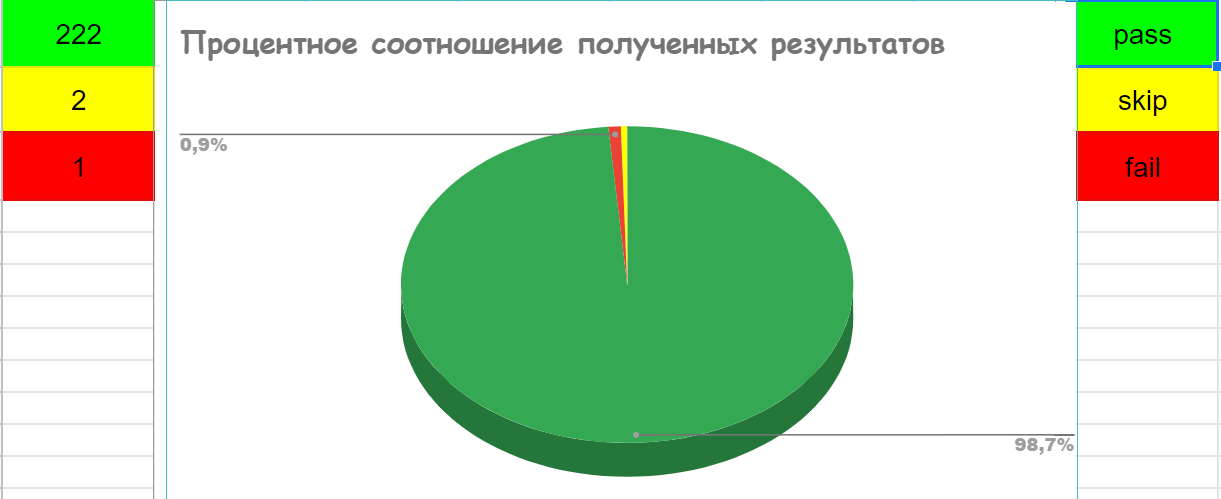 222
2
1
Процентное соотношение полученных результатов
0,9%
98,7%
pass
skip
fail